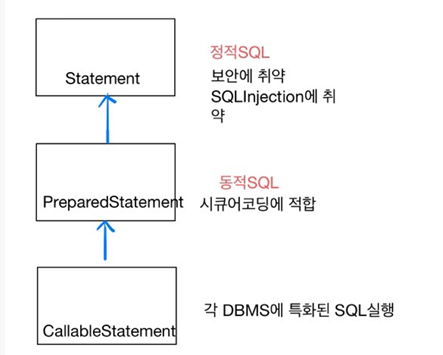 정적SQL
Statement
보안에 취약
SQLInjection에 취
약
동적SQL
PreparedStatement
시큐어코딩에 적합
각 DBMS에 특화된 SQL실행
CallableStatement